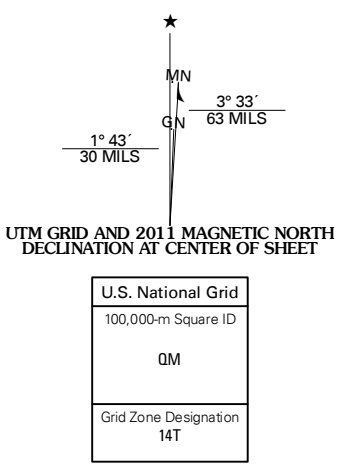 MN
3° 33´
63 MILS
GN
1° 43´
30 MILS
UTM GRID AND 2011 MAGNETIC NORTH
DECLINATION AT CENTER OF SHEET
U.S. National Grid
100,000-m Square ID
QM
Grid Zone Designation
14T